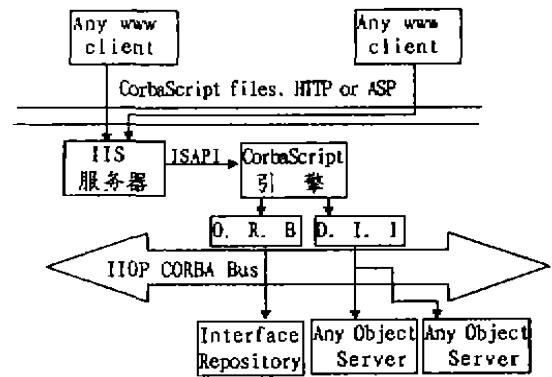 Any www
client
Any www
client
CorbaScript files. HTTP or ASP
IIS
服务器
ISAPI
CorbaScript
引 擎
O. R. B
D. I. I
IIOP CORBA Bus
Interface
Repository
Any Object
Server
Any Object
Server